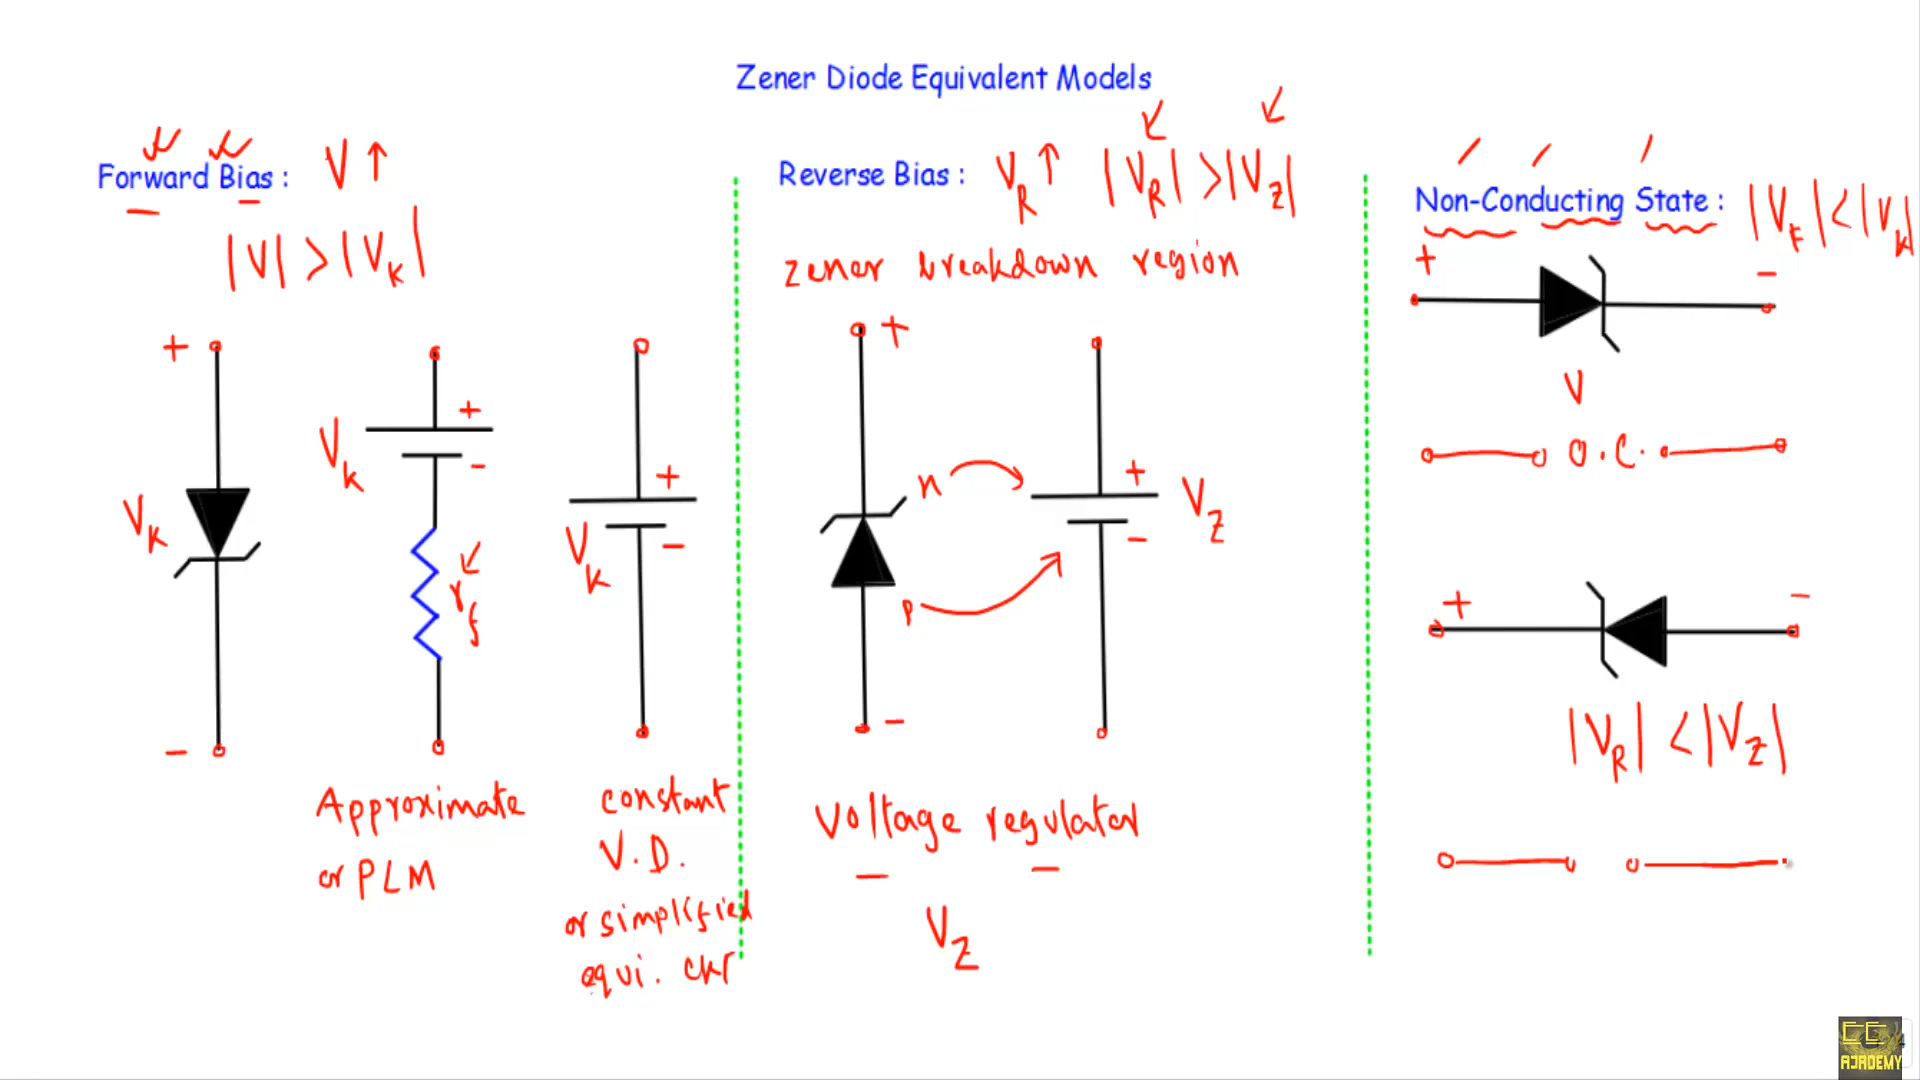 Zener Diode Equivalent Models
Forward Bias : V ↑
|V| > |Vk|
+
-
Vk
Vk
+
-
rf
+
-
Vk
Approximate
or PLM
constant
V.D.
or simplified
equi. ckt
Reverse Bias : VR ↑ |VR| > |VZ|
zener breakdown region
+
-
n
p
+
-
VZ
Voltage regulator
VZ
Non-Conducting State : |VF| < |Vk|
+ -
V
O.C.
+ -
|VR| < |VZ|
EE
AJADEMY